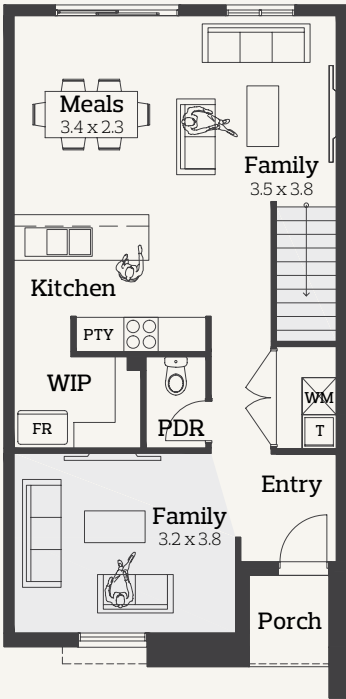 Meals
3.4 x 2.3
Family
3.5 x 3.8
Kitchen
PTY
WIP
WM
FR
PDR
T
Entry
Family
3.2 x 3.8
Porch